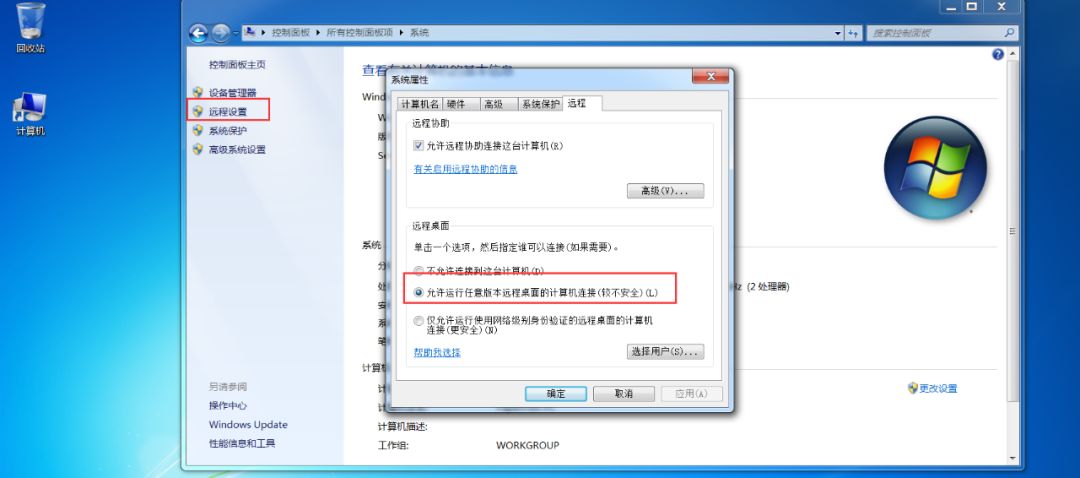 回收站
计算机
控制面板 ▸ 所有控制面板项 ▸ 系统
搜索控制面板
控制面板主页
设备管理器
远程设置
系统保护
高级系统设置
另请参阅
操作中心
Windows Update
性能信息和工具
查看有关计算机的基本信息
Wind
系统
计算机描述:
工作组:
WORKGROUP
Hz (2 处理器)
更改设置
系统属性
计算机名 硬件 高级 系统保护 远程
远程协助
允许远程协助连接这台计算机(R)
有关启用远程协助的信息
高级(V)...
远程桌面
单击一个选项，然后指定谁可以连接(如果需要)。
不允许连接到这台计算机(D)
允许运行任意版本远程桌面的计算机连接(较不安全)(L)
仅允许运行使用网络级别身份验证的远程桌面的计算机
连接(更安全)(N)
帮助我选择
选择用户(S)...
确定 取消 应用(A)